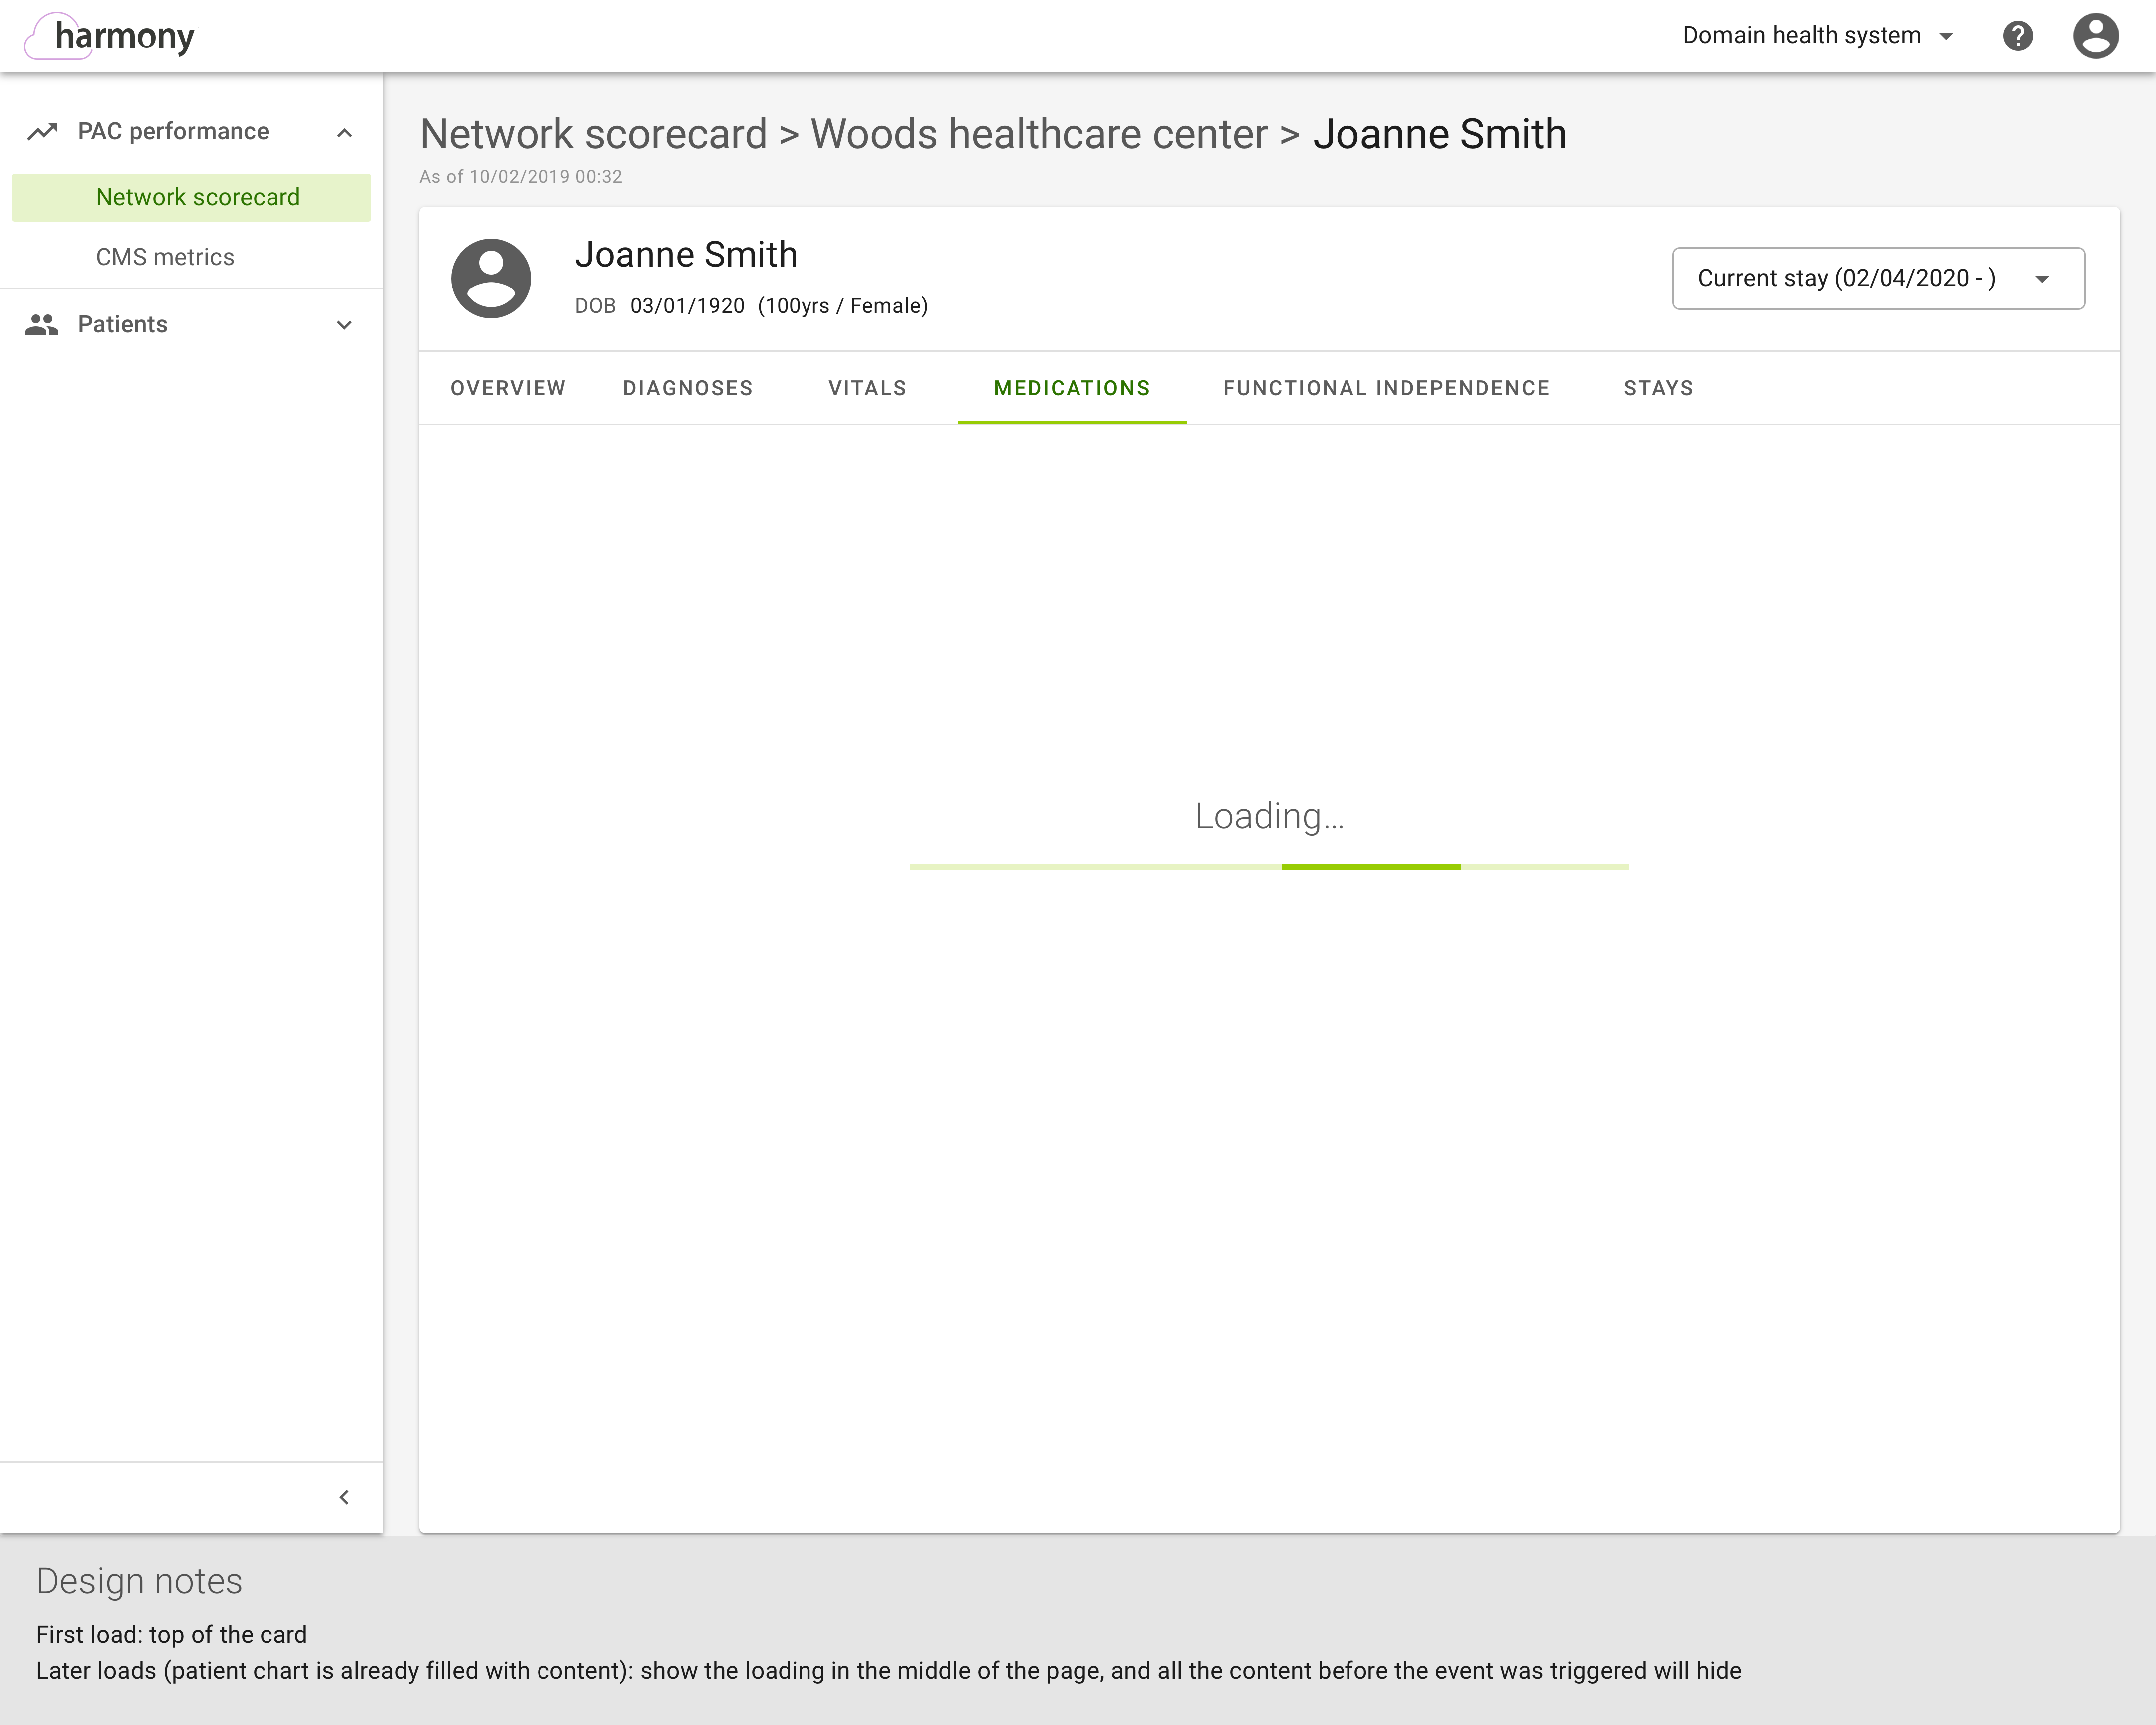 harmony
Domain health system
PAC performance
Network scorecard
CMS metrics
Patients
Network scorecard > Woods healthcare center > Joanne Smith
As of 10/02/2019 00:32
Joanne Smith
DOB 03/01/1920 (100yrs / Female)
Current stay (02/04/2020 - )
OVERVIEW DIAGNOSES VITALS MEDICATIONS FUNCTIONAL INDEPENDENCE STAYS
Loading...
Design notes
First load: top of the card
Later loads (patient chart is already filled with content): show the loading in the middle of the page, and all the content before the event was triggered will hide